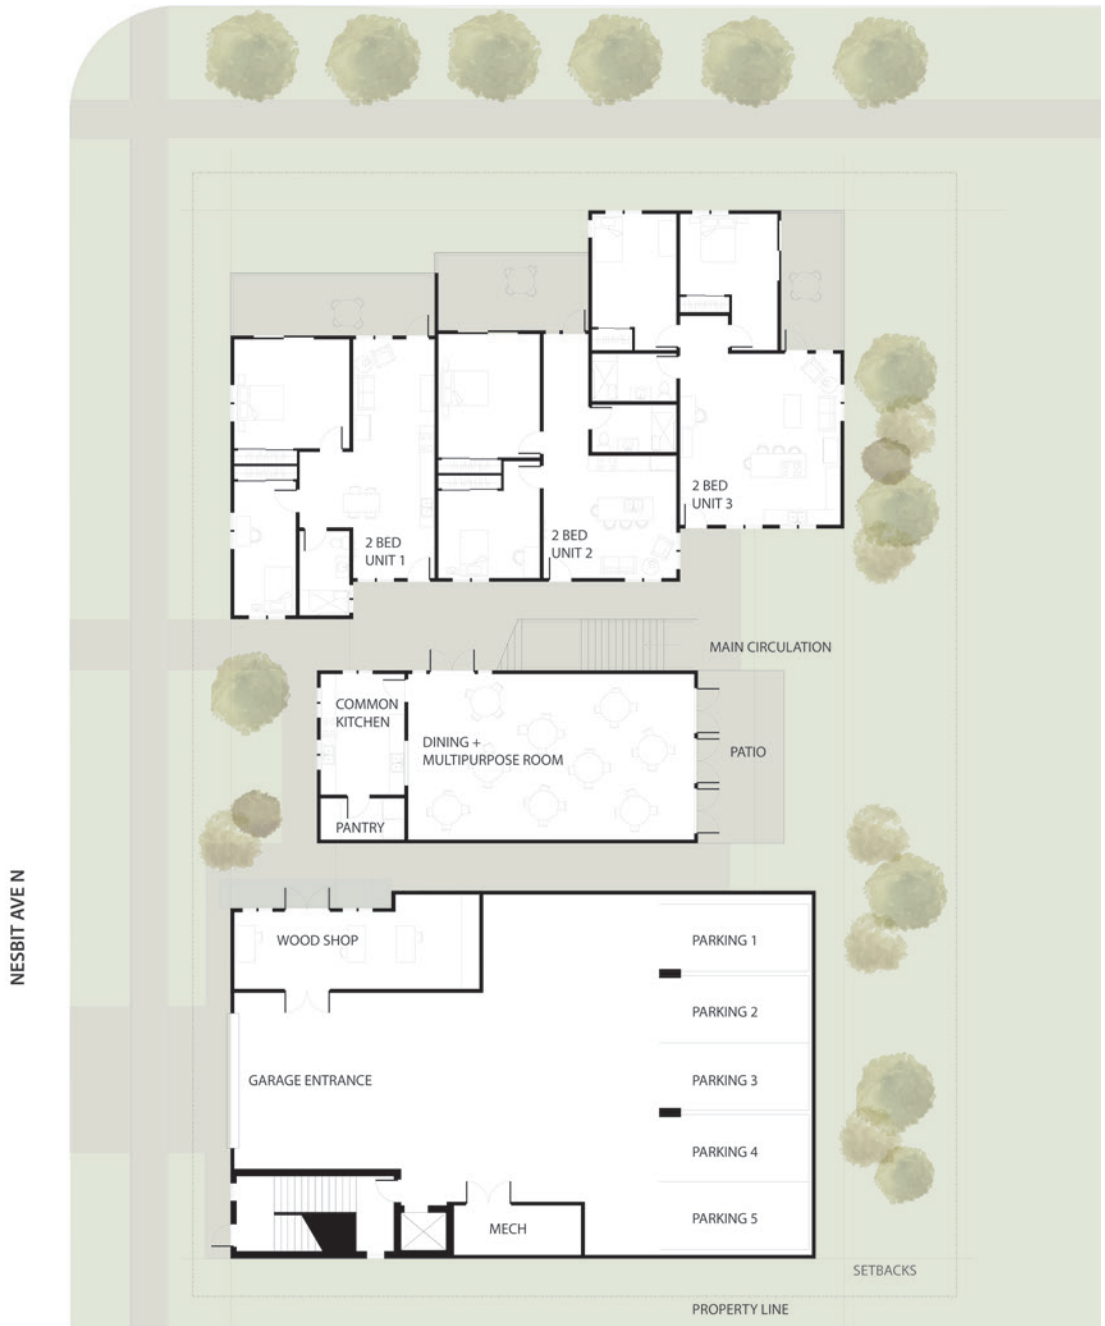 2 BED
UNIT 3
2 BED
UNIT 1
2 BED
UNIT 2
MAIN CIRCULATION
COMMON
KITCHEN
DINING +
MULTIPURPOSE ROOM
PATIO
PANTRY
NESBIT AVE N
WOOD SHOP
PARKING 1
PARKING 2
GARAGE ENTRANCE
PARKING 3
PARKING 4
PARKING 5
MECH
SETBACKS
PROPERTY LINE